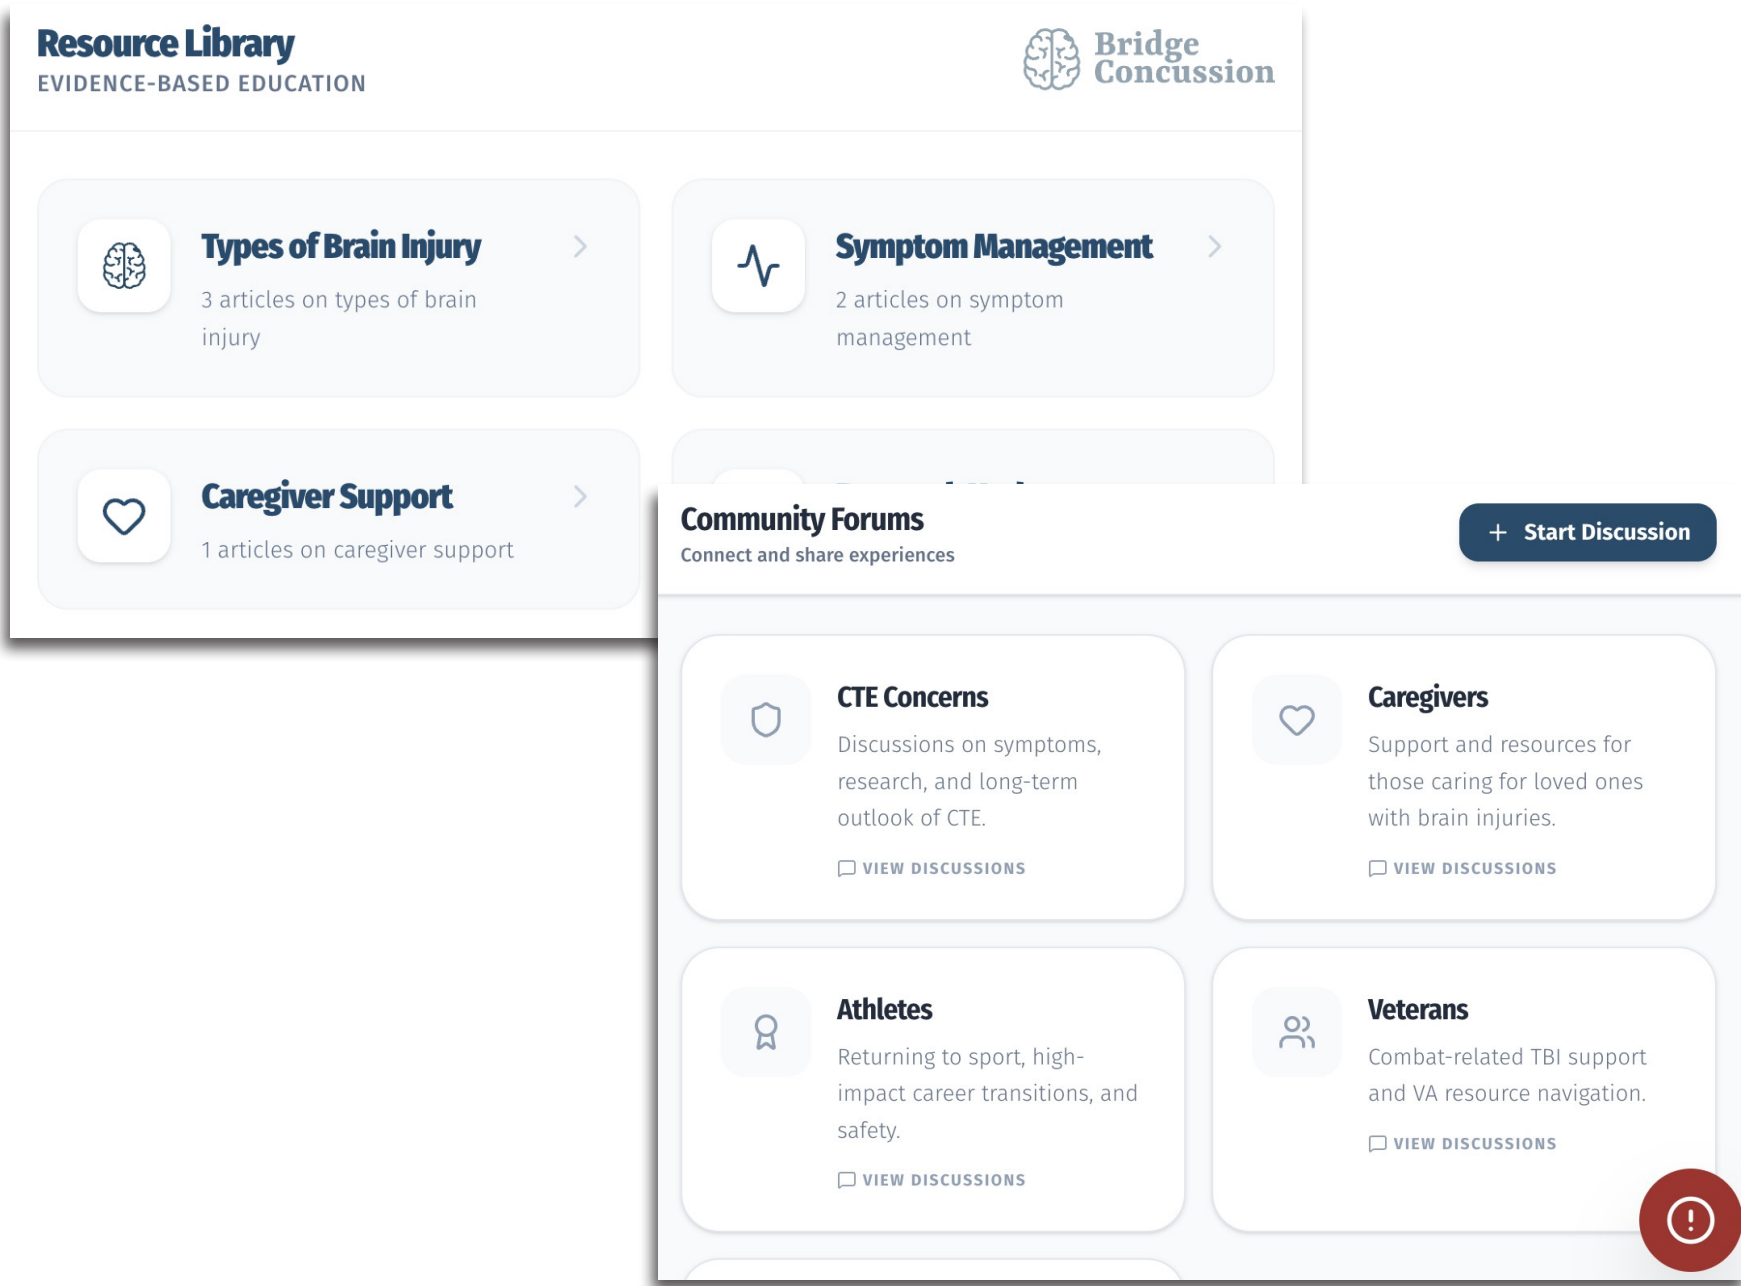 Resource Library
EVIDENCE-BASED EDUCATION
Bridge
Concussion
Types of Brain Injury
3 articles on types of brain
injury
Symptom Management
2 articles on symptom
management
Caregiver Support
1 articles on caregiver support
Community Forums
Connect and share experiences
+ Start Discussion
CTE Concerns
Discussions on symptoms,
research, and long-term
outlook of CTE.
VIEW DISCUSSIONS
Caregivers
Support and resources for
those caring for loved ones
with brain injuries.
VIEW DISCUSSIONS
Athletes
Returning to sport, high-
impact career transitions, and
safety.
VIEW DISCUSSIONS
Veterans
Combat-related TBI support
and VA resource navigation.
VIEW DISCUSSIONS